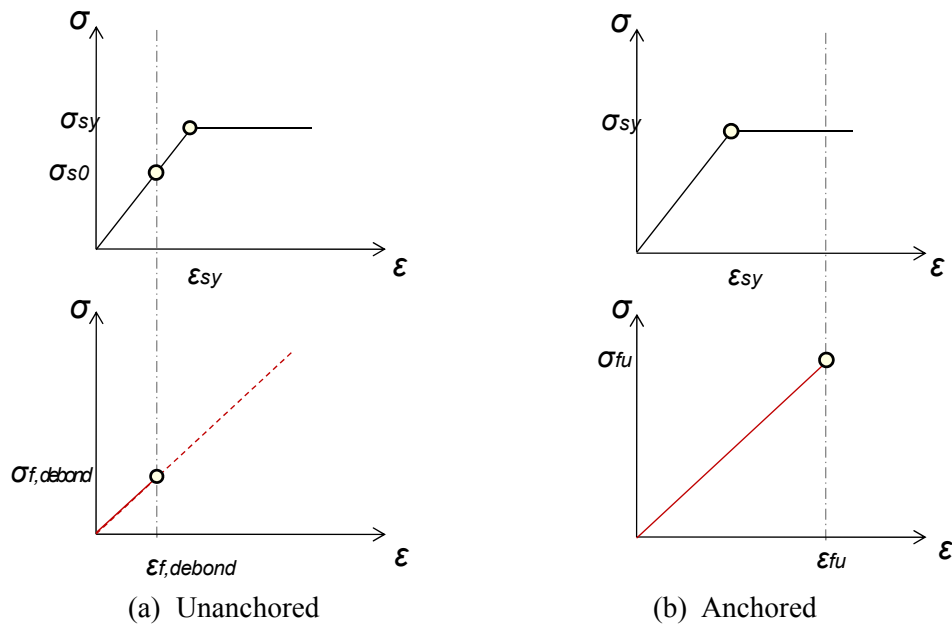 σ
σsy
σs0
εsy
ε
σ
σf,debond
εf,debond
ε
(a) Unanchored
σ
σsy
εsy
ε
σ
σfu
εfu
ε
(b) Anchored